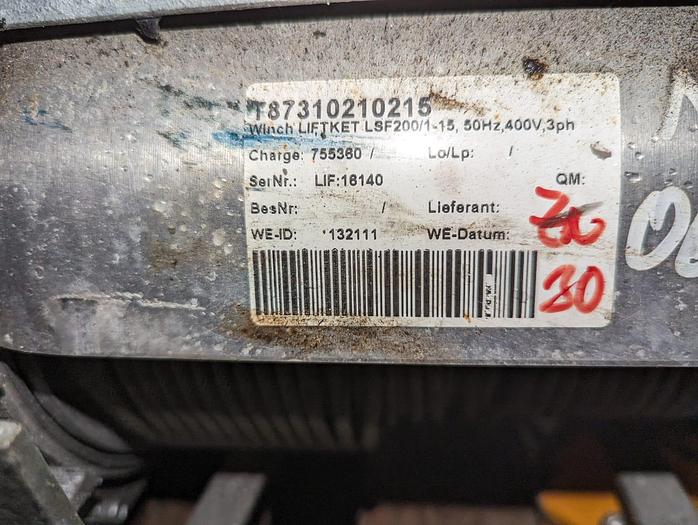 T87310210215
Winch LIFTKET LSF200/1-15, 50Hz,400V,3ph
Charge: 755360 / Lo/Lp: /
SerNr.: LIF:16140 QM:
BesNr: / Lieferant:
WE-ID: 132111 WE-Datum:
30